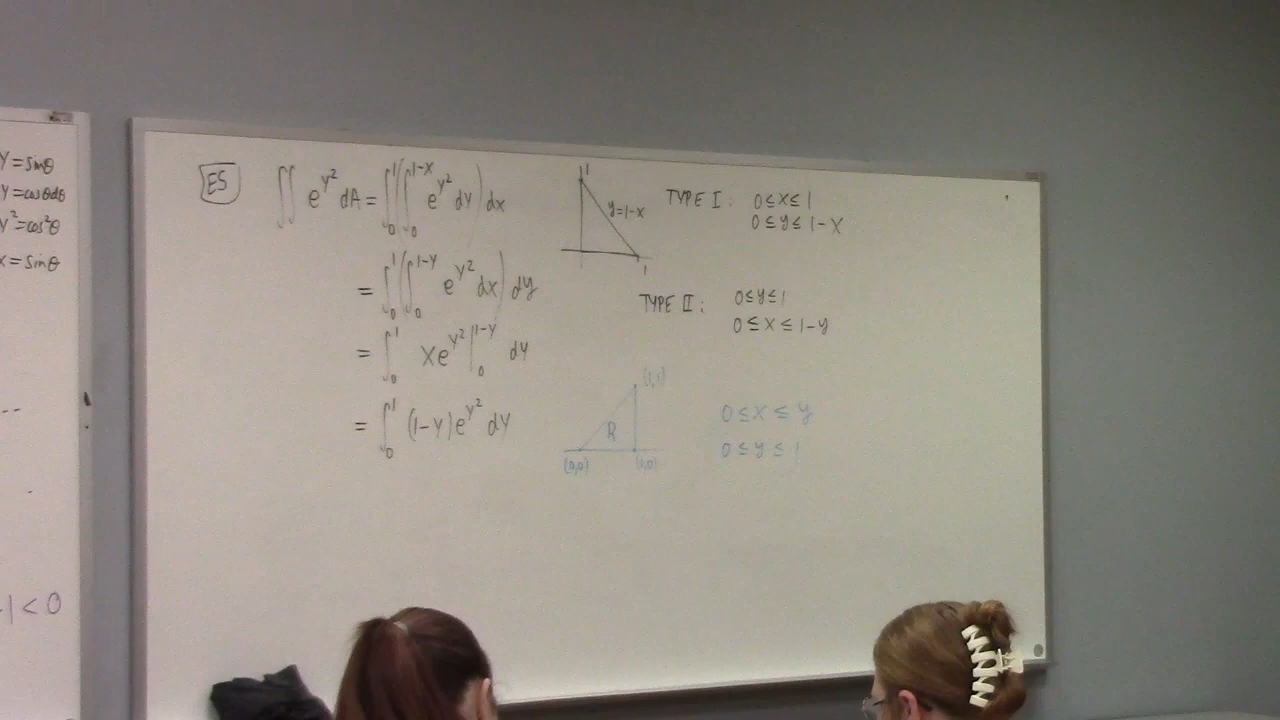 Y = sinθ
Y = cosθdθ
Y² = cos²θ
X = sinθ
- 1 < 0
E5
∬ e^{y²} dA = ∫₀¹ (∫₀^{1-x} e^{y²} dy) dx
= ∫₀¹ (∫₀^{1-y} e^{y²} dx) dy
= ∫₀¹ xe^{y²} |₀^{1-y} dy
= ∫₀¹ (1-y)e^{y²} dy
1
y=1-x
1
TYPE I: 0≤x≤1
0≤y≤1-x
TYPE II: 0≤y≤1
0≤x≤1-y
(1,1)
R
(0,0)
0≤x≤y
0≤y≤1